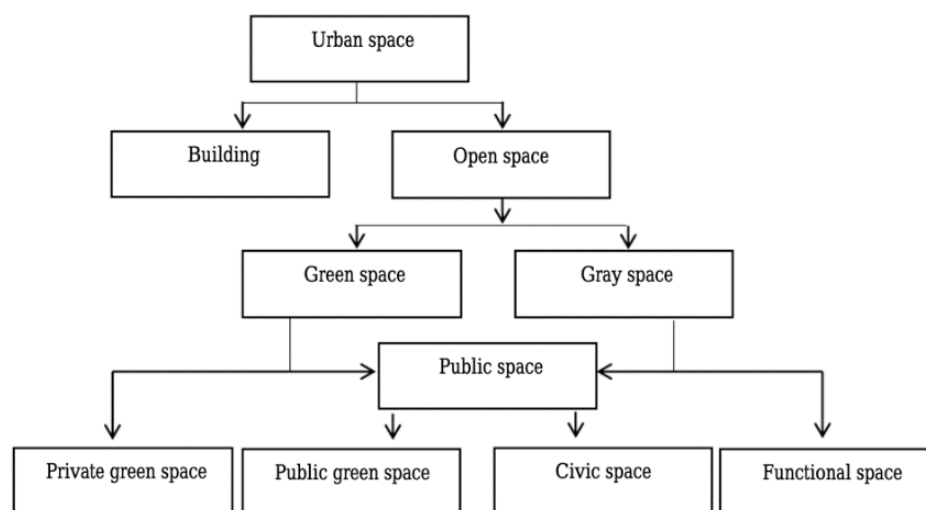 Urban space
Building
Open space
Green space
Gray space
Public space
Private green space
Public green space
Civic space
Functional space